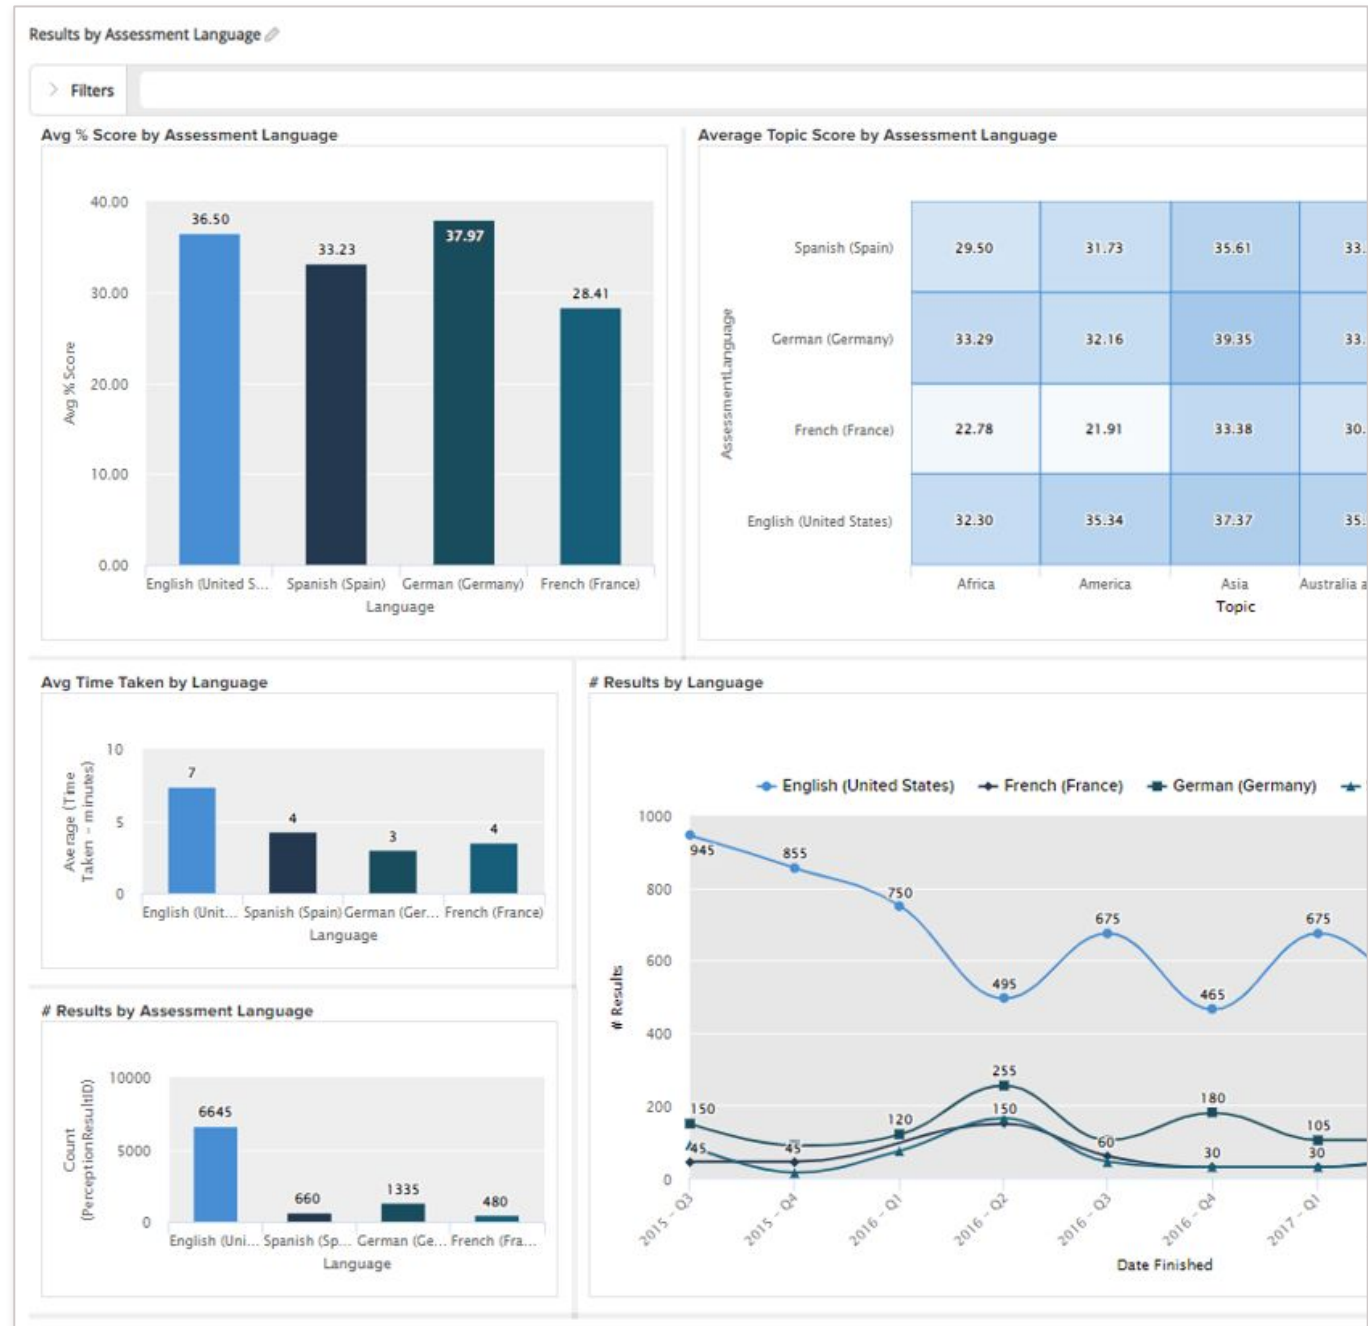 Results by Assessment Language
Filters
Avg % Score by Assessment Language
40.00
30.00
20.00
10.00
0.00
Avg % Score
36.50
33.23
37.97
28.41
English (United S...
Spanish (Spain)
German (Germany)
French (France)
Language
Average Topic Score by Assessment Language
AssessmentLanguage
Spanish (Spain)
29.50
31.73
35.61
33.
German (Germany)
33.29
32.16
39.35
33.
French (France)
22.78
21.91
33.38
30.
English (United States)
32.30
35.34
37.37
35.
Africa
America
Asia
Australia a
Topic
Avg Time Taken by Language
Average (Time
Taken - minutes)
10
5
0
7
4
3
4
English (Unit...
Spanish (Spain)
German (Ger...
French (France)
Language
# Results by Assessment Language
Count
(PerceptionResultID)
10000
5000
0
6645
660
1335
480
English (Uni...
Spanish (Sp...
German (Ge...
French (Fra...
Language
# Results by Language
English (United States)
French (France)
German (Germany)
# Results
1000
800
600
400
200
0
945
855
750
495
675
465
675
150
120
255
180
105
45
45
150
60
30
30
2015 - Q3
2015 - Q4
2016 - Q1
2016 - Q2
2016 - Q3
2016 - Q4
2017 - Q1
Date Finished